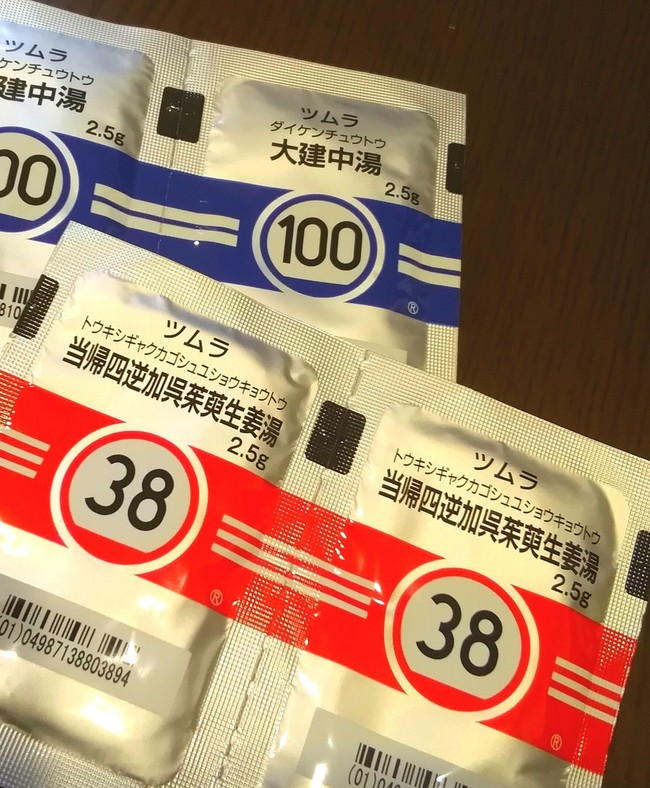 ツムラ
ケンチュウトウ
建中湯
2.5g
00
ツムラ
ダイケンチュウトウ
大建中湯
2.5g
100
®
ツムラ
トウキシギャクカゴシュユショウキョウトウ
当帰四逆加呉茱萸生姜湯
2.5g
38
®
(01)04987138803894
ツムラ
トウキシギャクカゴシュユショウキョウトウ
当帰四逆加呉茱萸生姜湯
2.5g
38
®